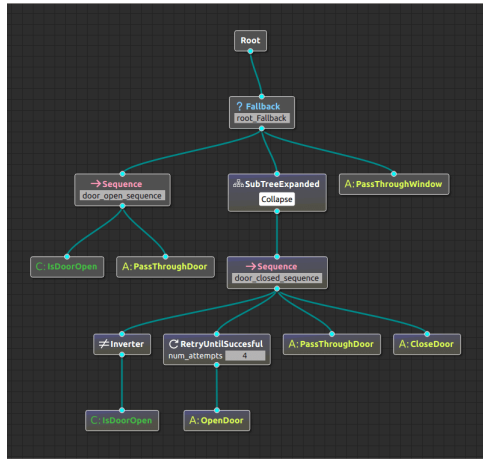 Root
? Fallback
root_Fallback
→Sequence
door_open_sequence
SubTreeExpanded
Collapse
A:PassThroughWindow
C:IsDoorOpen
A:PassThroughDoor
→Sequence
door_closed_sequence
≠Inverter
RetryUntilSuccesful
num_attempts 4
A:PassThroughDoor
A:CloseDoor
C:IsDoorOpen
A:OpenDoor